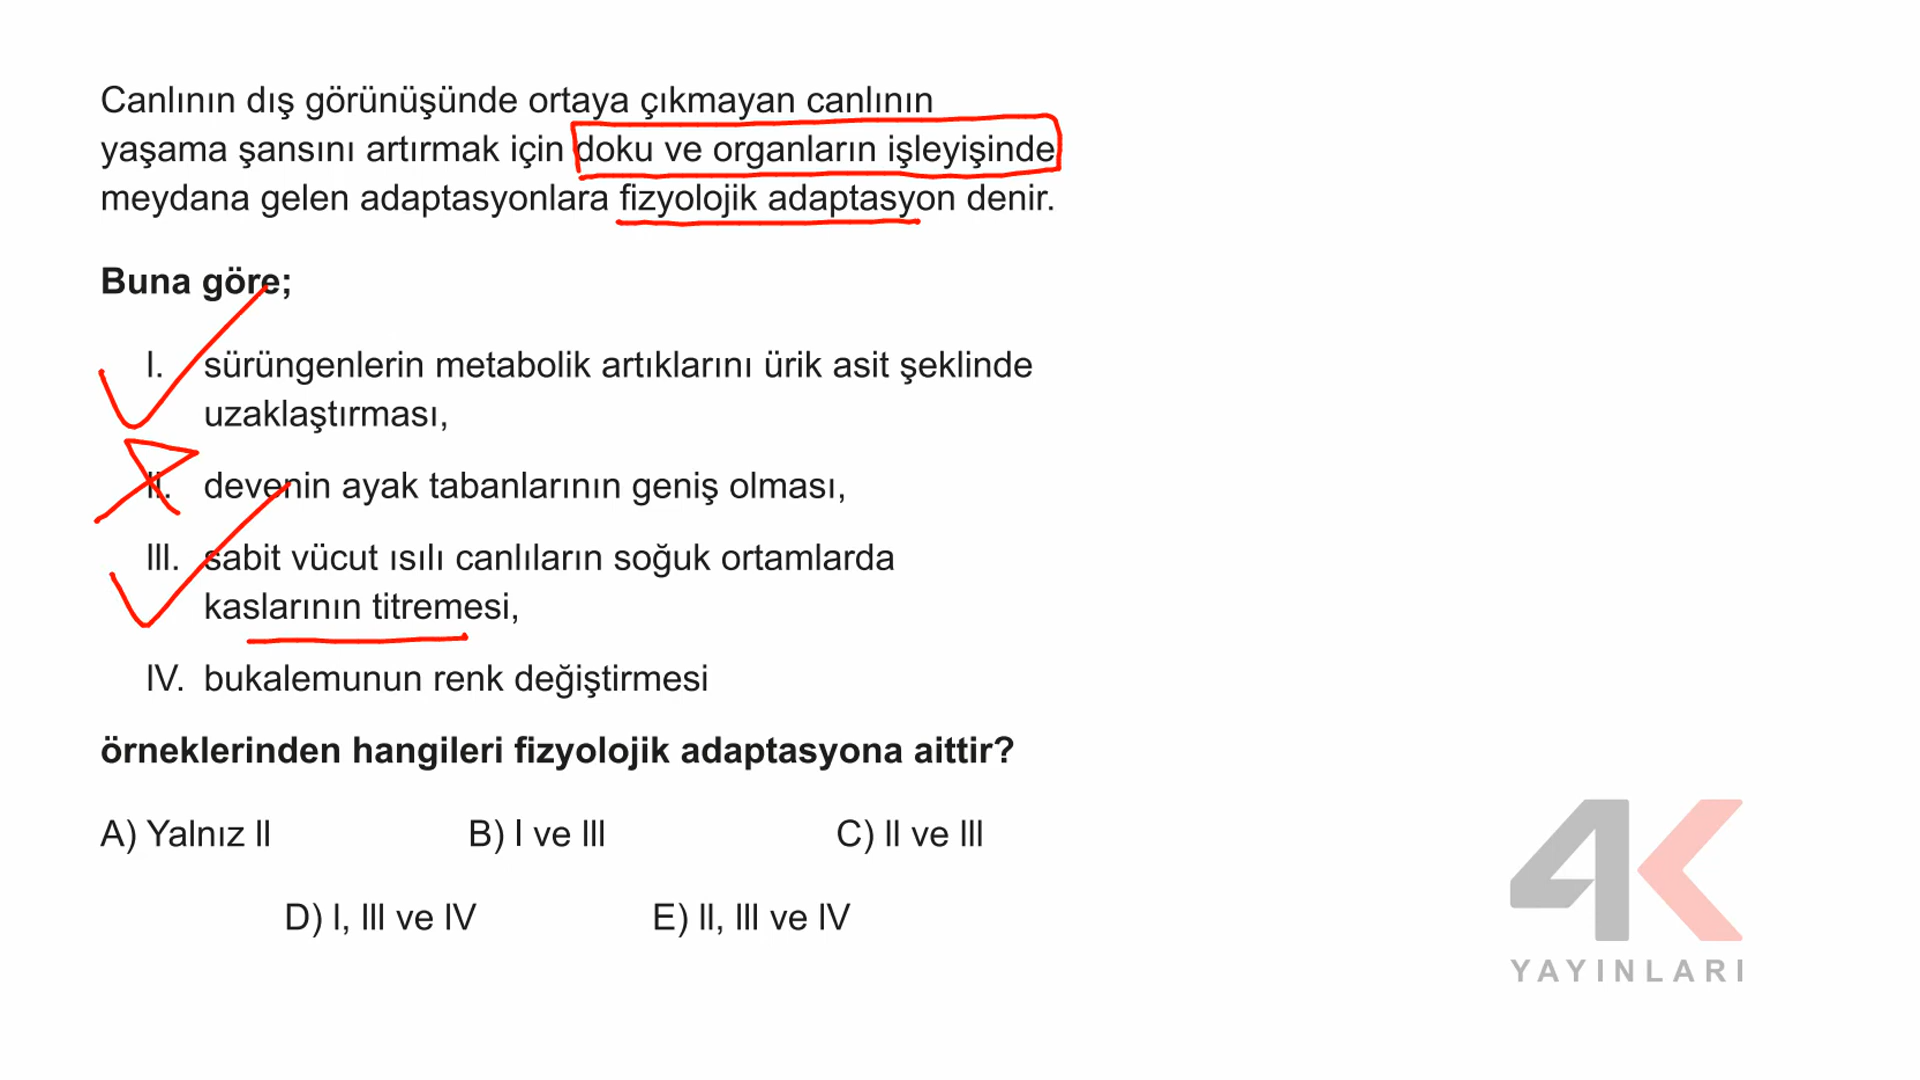 Canlının dış görünüşünde ortaya çıkmayan canlının
yaşama şansını artırmak için doku ve organların işleyişinde
meydana gelen adaptasyonlara fizyolojik adaptasyon denir.
Buna göre;
I. sürüngenlerin metabolik artıklarını ürik asit şeklinde
uzaklaştırması,
II. devenin ayak tabanlarının geniş olması,
III. sabit vücut ısılı canlıların soğuk ortamlarda
kaslarının titremesi,
IV. bukalemunun renk değiştirmesi
örneklerinden hangileri fizyolojik adaptasyona aittir?
A) Yalnız II B) I ve III C) II ve III
D) I, III ve IV E) II, III ve IV
4K
YAYINLARI